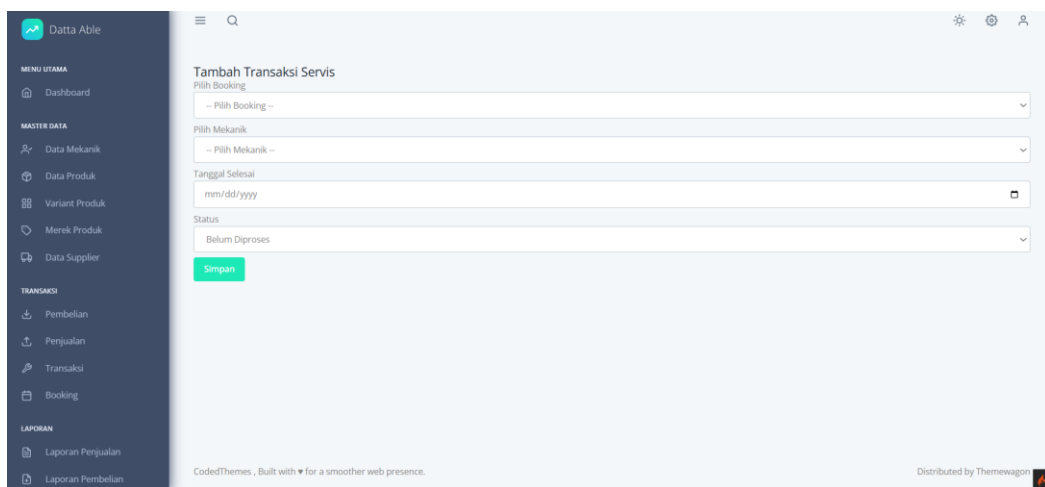 Datta Able
MENU UTAMA
Dashboard
MASTER DATA
Data Mekanik
Data Produk
Variant Produk
Merek Produk
Data Supplier
TRANSAKSI
Pembelian
Penjualan
Transaksi
Booking
LAPORAN
Laporan Penjualan
Laporan Pembelian
Tambah Transaksi Servis
Pilih Booking
-- Pilih Booking --
Pilih Mekanik
-- Pilih Mekanik --
Tanggal Selesai
mm/dd/yyyy
Status
Belum Diproses
Simpan
CodedThemes , Built with ♥ for a smoother web presence.
Distributed by Themewagon